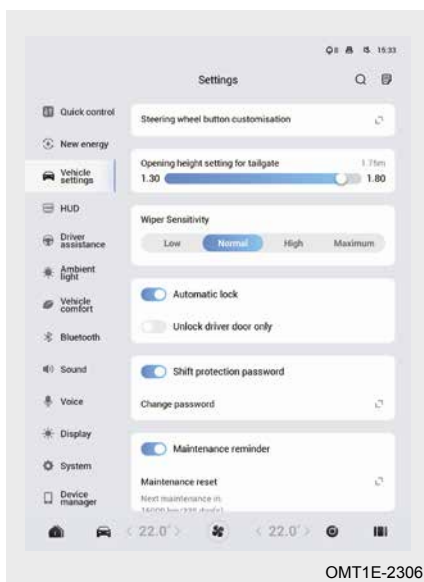 8 15:33
Settings
Quick control
New energy
Vehicle
settings
HUD
Driver
assistance
Ambient
light
Vehicle
comfort
Bluetooth
Sound
Voice
Display
System
Device
manager
Steering wheel button customisation
Opening height setting for tailgate 1.76m
1.30 1.80
Wiper Sensitivity
Low Normal High Maximum
Automatic lock
Unlock driver door only
Shift protection password
Change password
Maintenance reminder
Maintenance reset
Next maintenance in
< 22.0° > < 22.0° >
OMT1E-2306